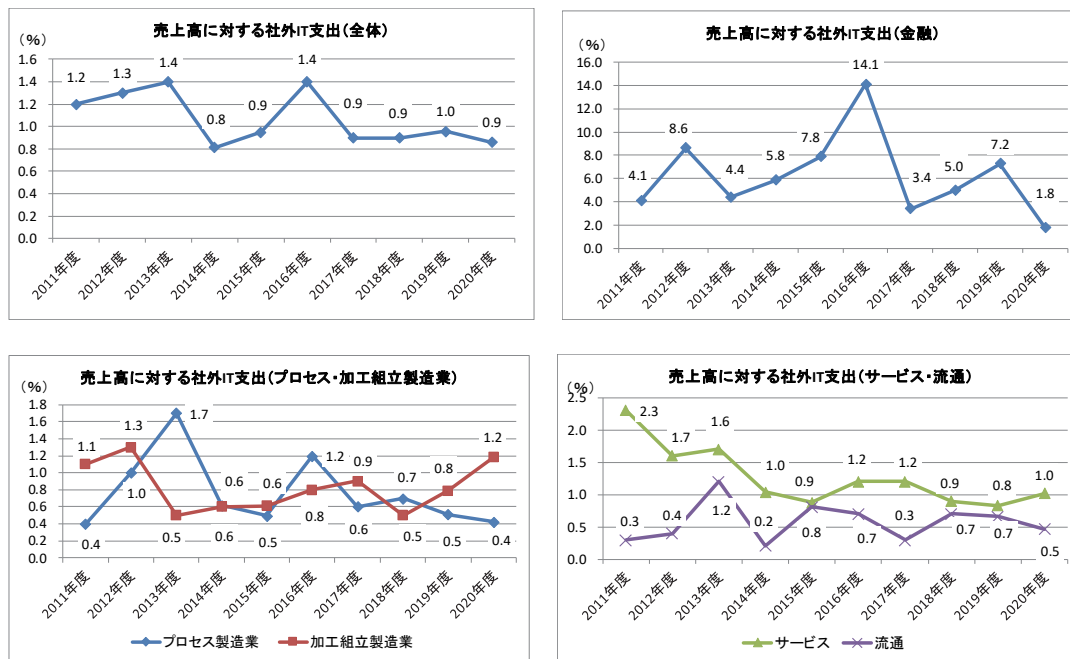 売上高に対する社外IT支出(全体)
(%)
1.6
1.4
1.2
1.0
0.8
0.6
0.4
0.2
0.0
1.2
1.3
1.4
0.8
0.9
1.4
0.9
0.9
1.0
0.9
2011年度
2012年度
2013年度
2014年度
2015年度
2016年度
2017年度
2018年度
2019年度
2020年度
売上高に対する社外IT支出(金融)
(%)
16.0
14.0
12.0
10.0
8.0
6.0
4.0
2.0
0.0
4.1
8.6
4.4
5.8
7.8
14.1
3.4
5.0
7.2
1.8
2011年度
2012年度
2013年度
2014年度
2015年度
2016年度
2017年度
2018年度
2019年度
2020年度
売上高に対する社外IT支出(プロセス・加工組立製造業)
(%)
1.8
1.6
1.4
1.2
1.0
0.8
0.6
0.4
0.2
0.0
1.1
1.3
1.7
0.6
0.6
1.2
0.9
0.7
0.8
1.2
0.4
1.0
0.5
0.6
0.5
0.8
0.6
0.5
0.5
0.4
2011年度
2012年度
2013年度
2014年度
2015年度
2016年度
2017年度
2018年度
2019年度
2020年度
プロセス製造業
加工組立製造業
売上高に対する社外IT支出(サービス・流通)
(%)
2.5
2.0
1.5
1.0
0.5
0.0
2.3
1.7
1.6
1.0
0.9
1.2
1.2
0.9
0.8
1.0
0.3
0.4
1.2
0.2
0.8
0.7
0.3
0.7
0.7
0.5
2011年度
2012年度
2013年度
2014年度
2015年度
2016年度
2017年度
2018年度
2019年度
2020年度
サービス
流通